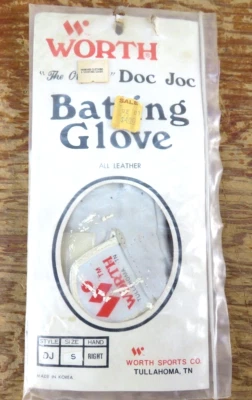 WORTH
"The O Doc Joc
Batting
Glove
ALL LEATHER
SALE
WORTH
TM
STYLE SIZE HAND
DJ S RIGHT
MADE IN KOREA
WORTH SPORTS CO.
TULLAHOMA, TN